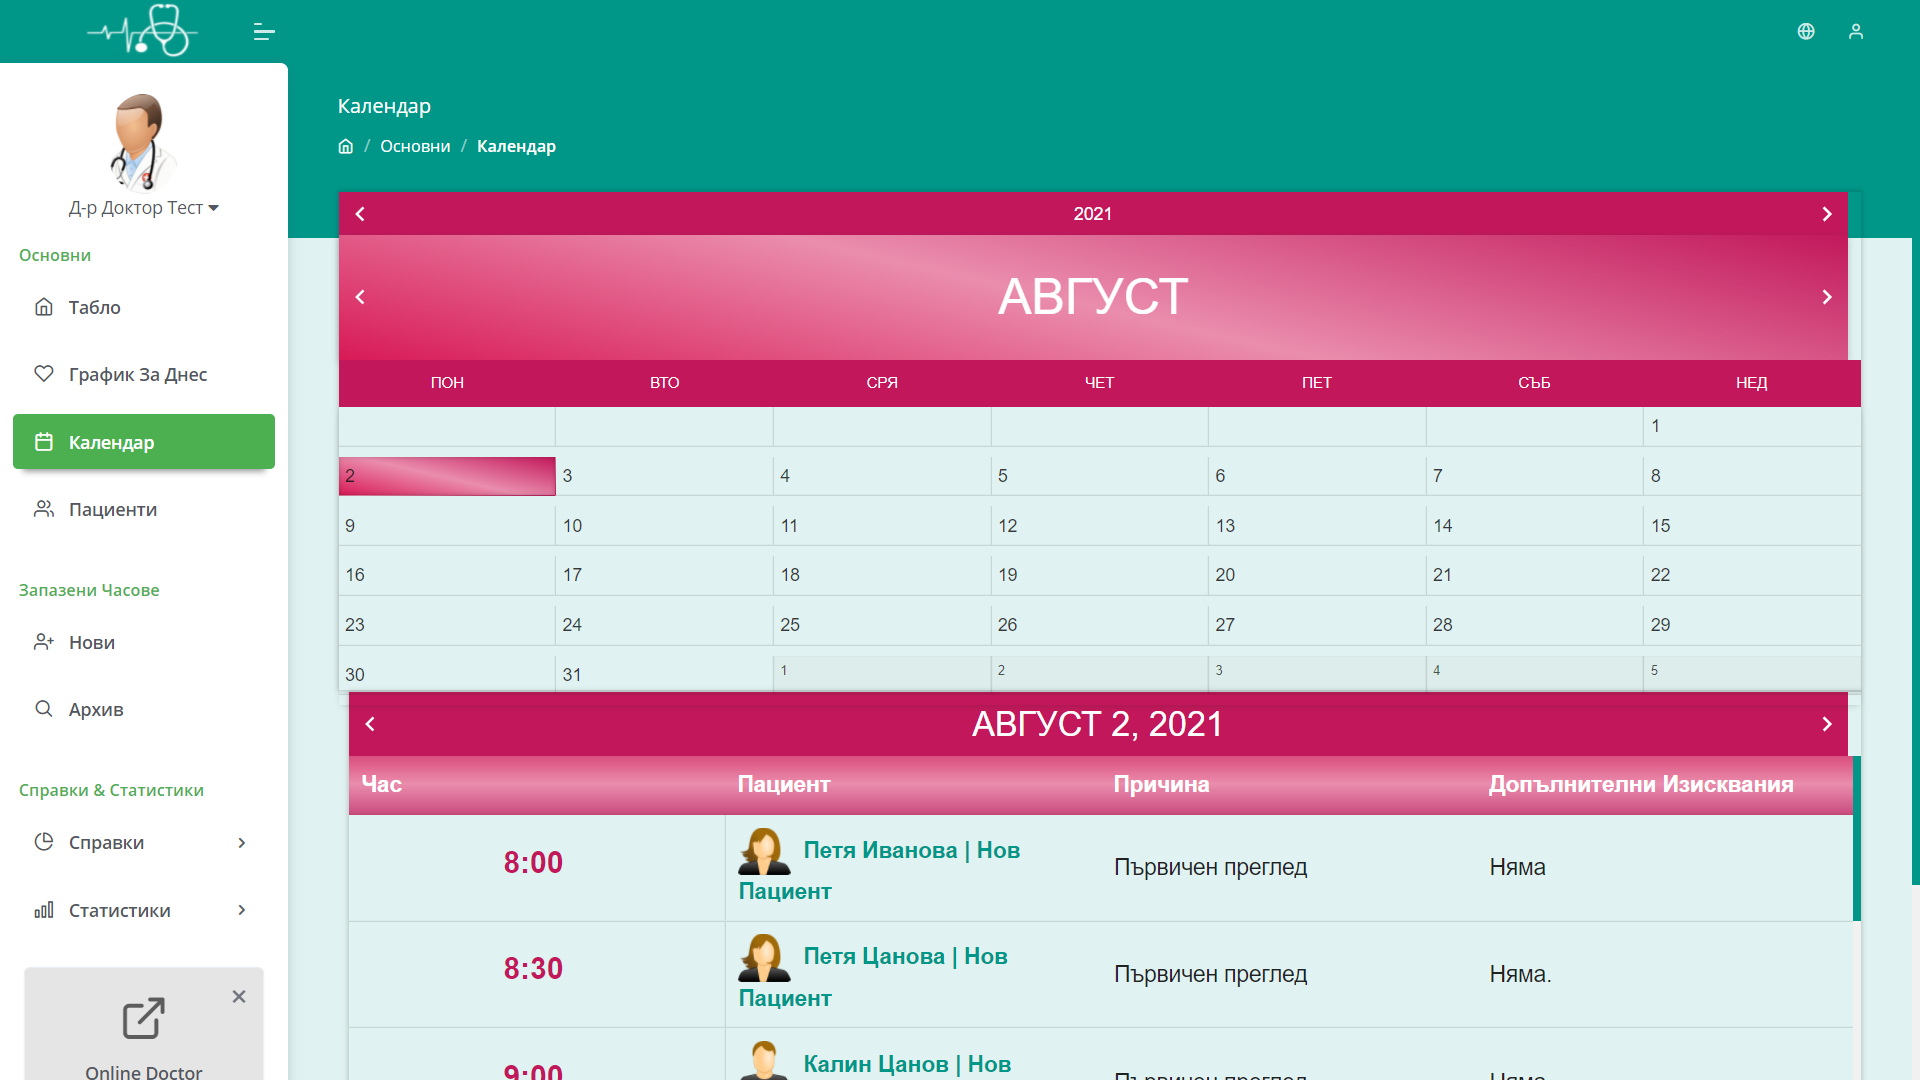 Календар
/ Основни / Календар
Д-р Доктор Тест
Основни
Табло
График За Днес
Календар
Пациенти
Запазени Часове
Нови
Архив
Справки & Статистики
Справки
Статистики
Online Doctor
2021
АВГУСТ
ПОН ВТО СРЯ ЧЕТ ПЕТ СЪБ НЕД
1
2 3 4 5 6 7 8
9 10 11 12 13 14 15
16 17 18 19 20 21 22
23 24 25 26 27 28 29
30 31 1 2 3 4 5
АВГУСТ 2, 2021
Час Пациент Причина Допълнителни Изисквания
8:00 Петя Иванова | Нов Пациент Първичен преглед Няма
8:30 Петя Цанова | Нов Пациент Първичен преглед Няма.
9:00 Калин Цанов | Нов Първичен преглед Няма